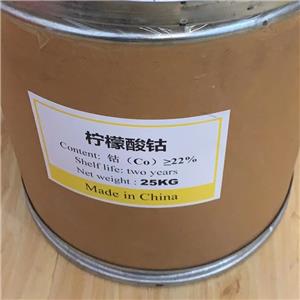 柠檬酸钴
Content: 钴（Co）≥22%
Shelf life: two years
Net weight : 25KG
Made in China